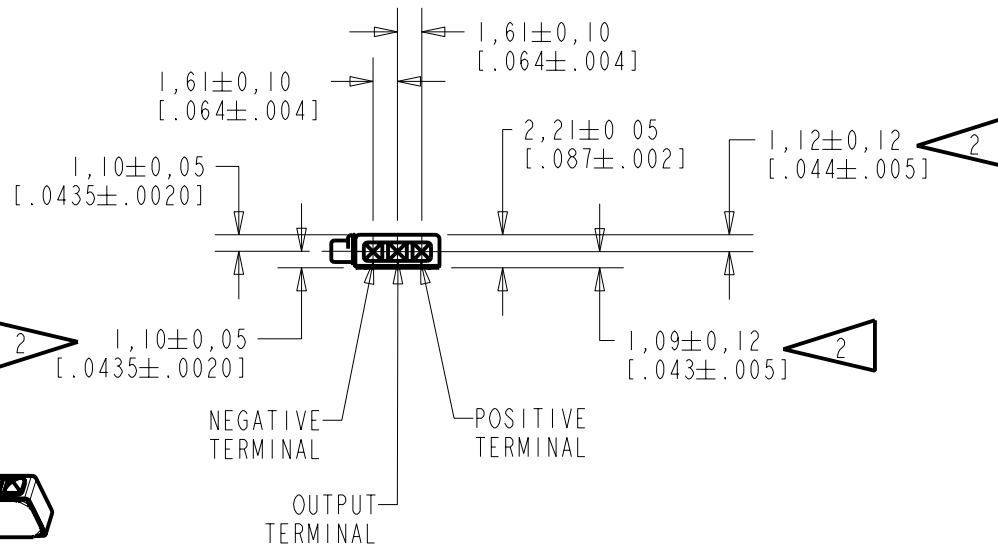 1,61±0,10
[.064±.004]
1,61±0,10
[.064±.004]
2,21±0 05
[.087±.002]
1,12±0,12
[.044±.005]
2
1,10±0,05
[.0435±.0020]
2
1,10±0,05
[.0435±.0020]
1,09±0,12
[.043±.005]
2
NEGATIVE
TERMINAL
POSITIVE
TERMINAL
OUTPUT
TERMINAL